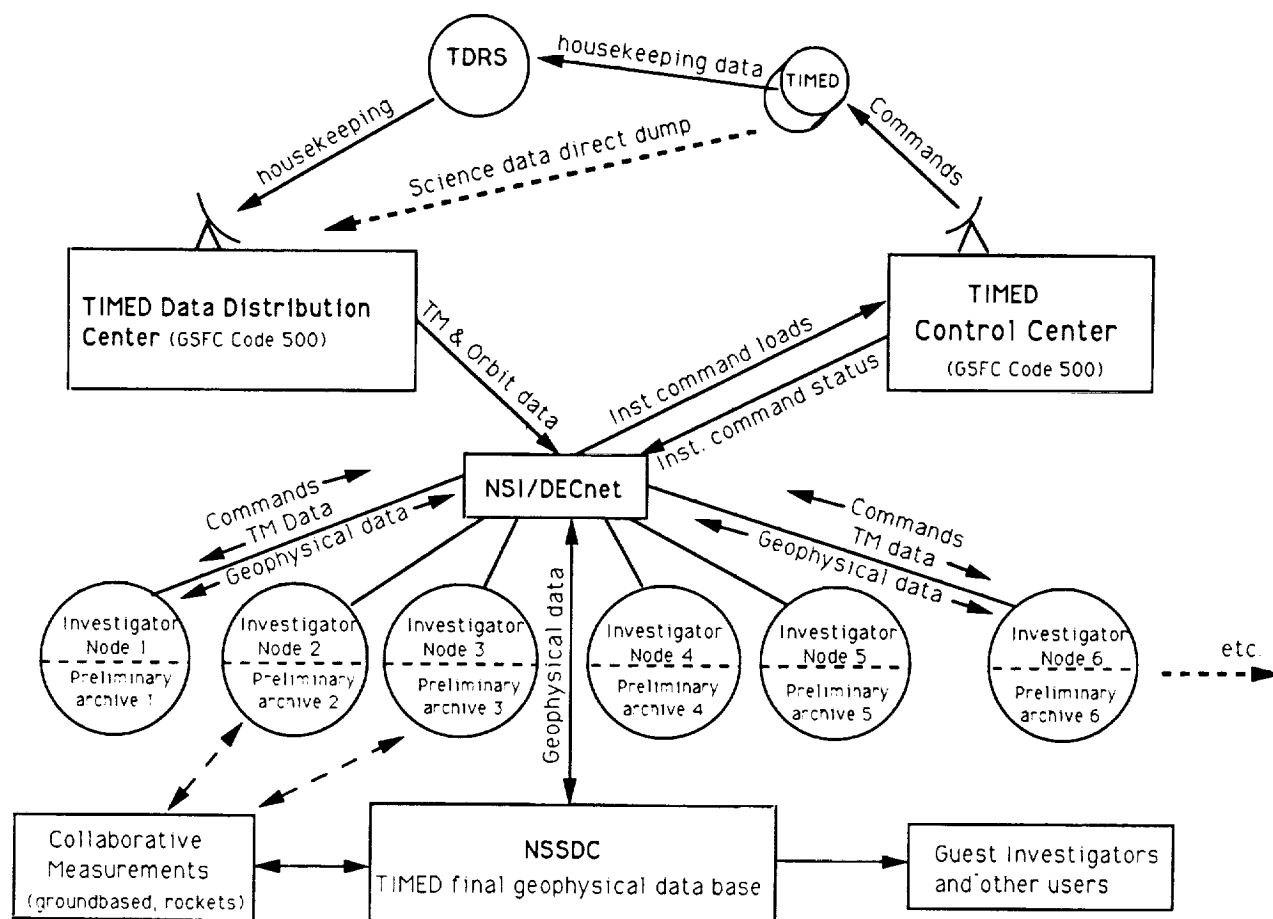 TDRS
housekeeping data
TIMED
Commands
housekeeping
Science data direct dump
TIMED Data Distribution
Center (GSFC Code 500)
TIMED
Control Center
(GSFC Code 500)
TM & Orbit data
Inst command loads
Inst. command status
NSI/DECnet
Commands
TM Data
Geophysical data
Commands
TM data
Geophysical data
Geophysical data
Investigator
Node 1
Preliminary
archive 1
Investigator
Node 2
Preliminary
archive 2
Investigator
Node 3
Preliminary
archive 3
Investigator
Node 4
Preliminary
archive 4
Investigator
Node 5
Preliminary
archive 5
Investigator
Node 6
Preliminary
archive 6
etc.
Collaborative
Measurements
(groundbased, rockets)
NSSDC
TIMED final geophysical data base
Guest Investigators
and other users